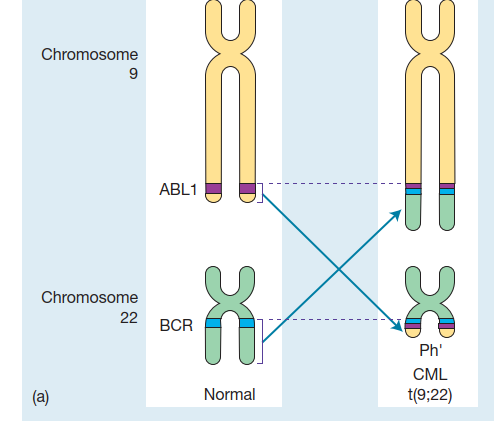 Chromosome
9
ABL1
Chromosome
22
BCR
Ph'
CML
Normal
t(9;22)
(a)